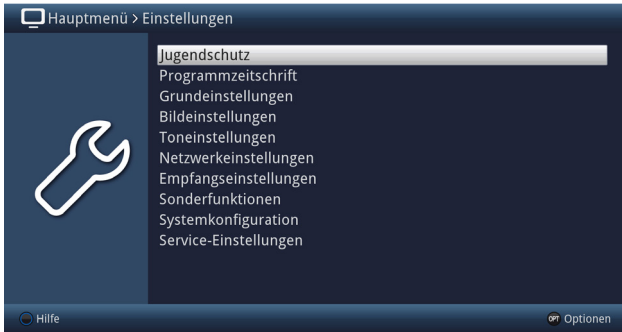 Hauptmenü > Einstellungen
Jugendschutz
Programmzeitschrift
Grundeinstellungen
Bildeinstellungen
Toneinstellungen
Netzwerkeinstellungen
Empfangseinstellungen
Sonderfunktionen
Systemkonfiguration
Service-Einstellungen
Hilfe OPT Optionen